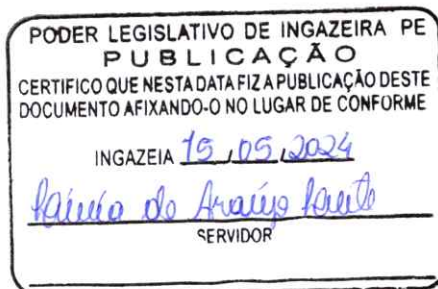 PODER LEGISLATIVO DE INGAZEIRA PE
PUBLICAÇÃO
CERTIFICO QUE NESTA DATA FIZ A PUBLICAÇÃO DESTE
DOCUMENTO AFIXANDO-O NO LUGAR DE CONFORME
INGAZEIA 15/05/2024
de Araújo
SERVIDOR